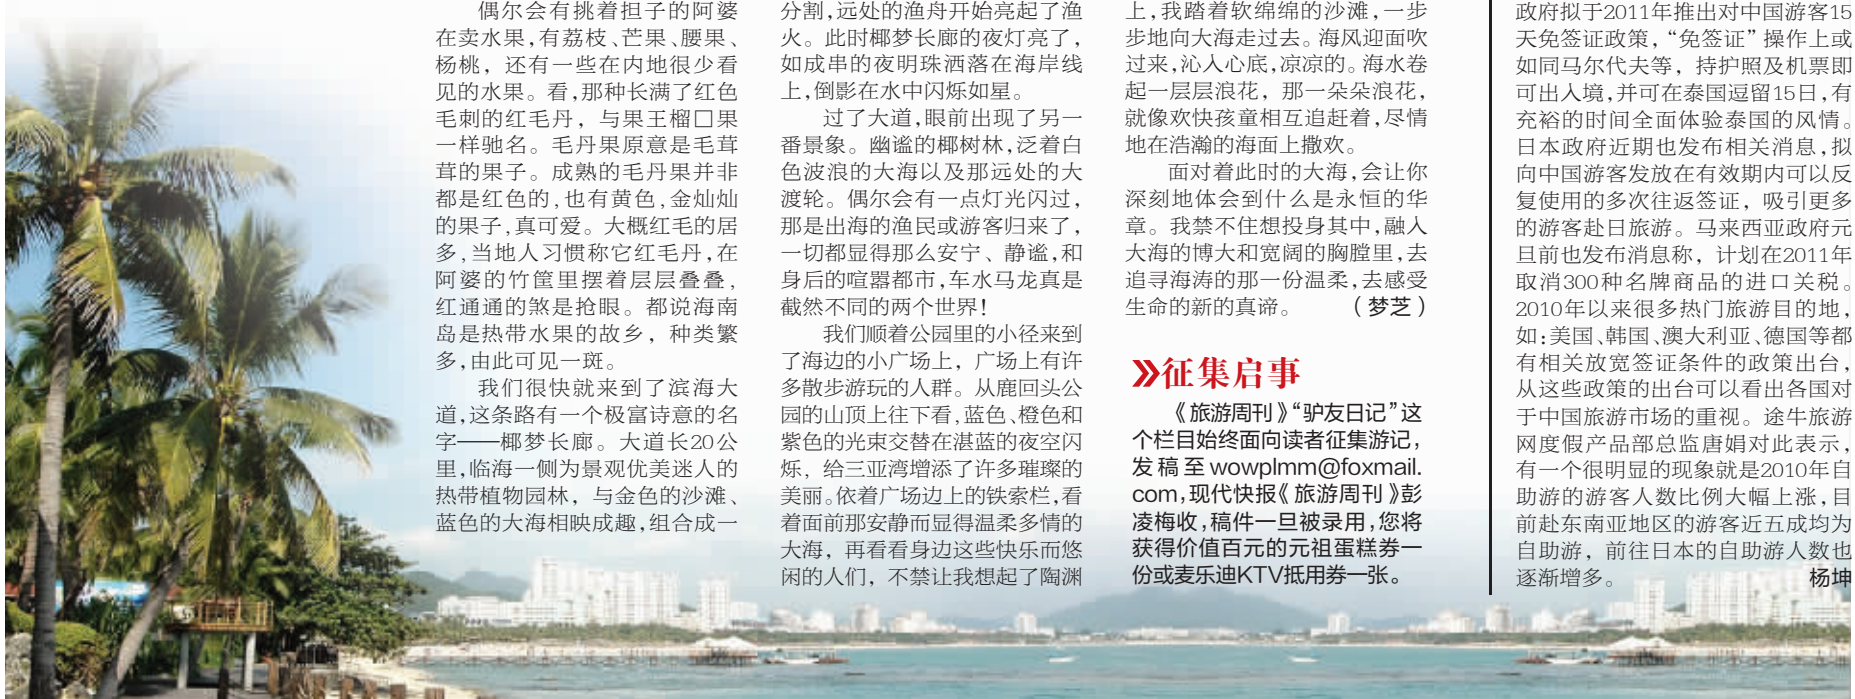 偶尔会有挑着担子的阿婆
在卖水果，有荔枝、芒果、腰果、
杨桃，还有一些在内地很少看
见的水果。看，那种长满了红色
毛刺的红毛丹，与果王榴□果
一样驰名。毛丹果原意是毛茸
茸的果子。成熟的毛丹果并非
都是红色的，也有黄色，金灿灿
的果子，真可爱。大概红毛的居
多，当地人习惯称它红毛丹，在
阿婆的竹筐里摆着层层叠叠，
红通通的煞是抢眼。都说海南
岛是热带水果的故乡，种类繁
多，由此可见一斑。
我们很快就来到了滨海大
道，这条路有一个极富诗意的名
字——椰梦长廊。大道长20公
里，临海一侧为景观优美迷人的
热带植物园林，与金色的沙滩、
蓝色的大海相映成趣，组合成一
分割，远处的渔舟开始亮起了渔
火。此时椰梦长廊的夜灯亮了，
如成串的夜明珠洒落在海岸线
上，倒影在水中闪烁如星。
过了大道，眼前出现了另一
番景象。幽谧的椰树林，泛着白
色波浪的大海以及那远处的大
渡轮。偶尔会有一点灯光闪过，
那是出海的渔民或游客归来了，
一切都显得那么安宁、静谧，和
身后的喧嚣都市，车水马龙真是
截然不同的两个世界！
我们顺着公园里的小径来到
了海边的小广场上，广场上有许
多散步游玩的人群。从鹿回头公
园的山顶上往下看，蓝色、橙色和
紫色的光束交替在湛蓝的夜空闪
烁，给三亚湾增添了许多璀璨的
美丽。依着广场边上的铁索栏，看
着面前那安静而显得温柔多情的
大海，再看看身边这些快乐而悠
闲的人们，不禁让我想起了陶渊
上，我踏着软绵绵的沙滩，一步
步地向大海走过去。海风迎面吹
过来，沁人心底，凉凉的。海水卷
起一层层浪花，那一朵朵浪花，
就像欢快孩童相互追赶着，尽情
地在浩瀚的海面上撒欢。
面对着此时的大海，会让你
深刻地体会到什么是永恒的华
章。我禁不住想投身其中，融入
大海的博大和宽阔的胸膛里，去
追寻海涛的那一份温柔，去感受
生命的新的真谛。 （梦芝）
》征集启事
《旅游周刊》“驴友日记”这
个栏目始终面向读者征集游记，
发稿至wowplmm@foxmail.
com，现代快报《旅游周刊》彭
凌梅收，稿件一旦被录用，您将
获得价值百元的元祖蛋糕券一
份或麦乐迪KTV抵用券一张。
政府拟于2011年推出对中国游客15
天免签证政策，“免签证”操作上或
如同马尔代夫等，持护照及机票即
可出入境，并可在泰国逗留15日，有
充裕的时间全面体验泰国的风情。
日本政府近期也发布相关消息，拟
向中国游客发放在有效期内可以反
复使用的多次往返签证，吸引更多
的游客赴日旅游。马来西亚政府元
旦前也发布消息称，计划在2011年
取消300种名牌商品的进口关税。
2010年以来很多热门旅游目的地，
如：美国、韩国、澳大利亚、德国等都
有相关放宽签证条件的政策出台，
从这些政策的出台可以看出各国对
于中国旅游市场的重视。途牛旅游
网度假产品部总监唐娟对此表示，
有一个很明显的现象就是2010年自
助游的游客人数比例大幅上涨，目
前赴东南亚地区的游客近五成均为
自助游，前往日本的自助游人数也
逐渐增多。 杨坤